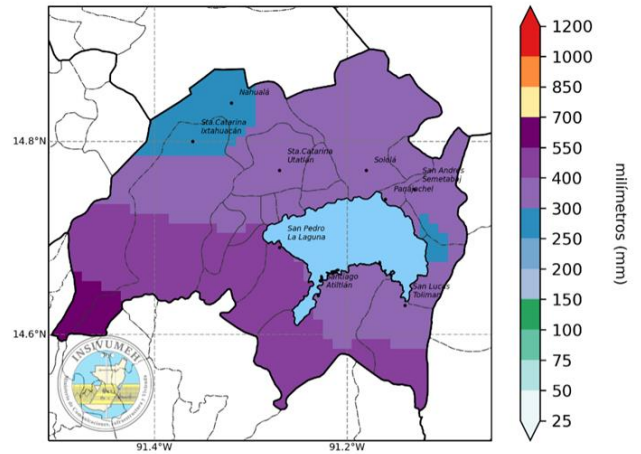 Nahualá
Sta.Catarina
Ixtahuacán
Sta.Catarina
Utatlán
Sololá
San Andrés
Semetabaj
Panajachel
San Pedro
La Laguna
Santiago
Atitlán
San Lucas
Tolimán
14.8°N
14.6°N
91.4°W
91.2°W
INSIVUMEH
1200
1000
850
700
550
400
300
250
200
150
100
75
50
25
milímetros (mm)